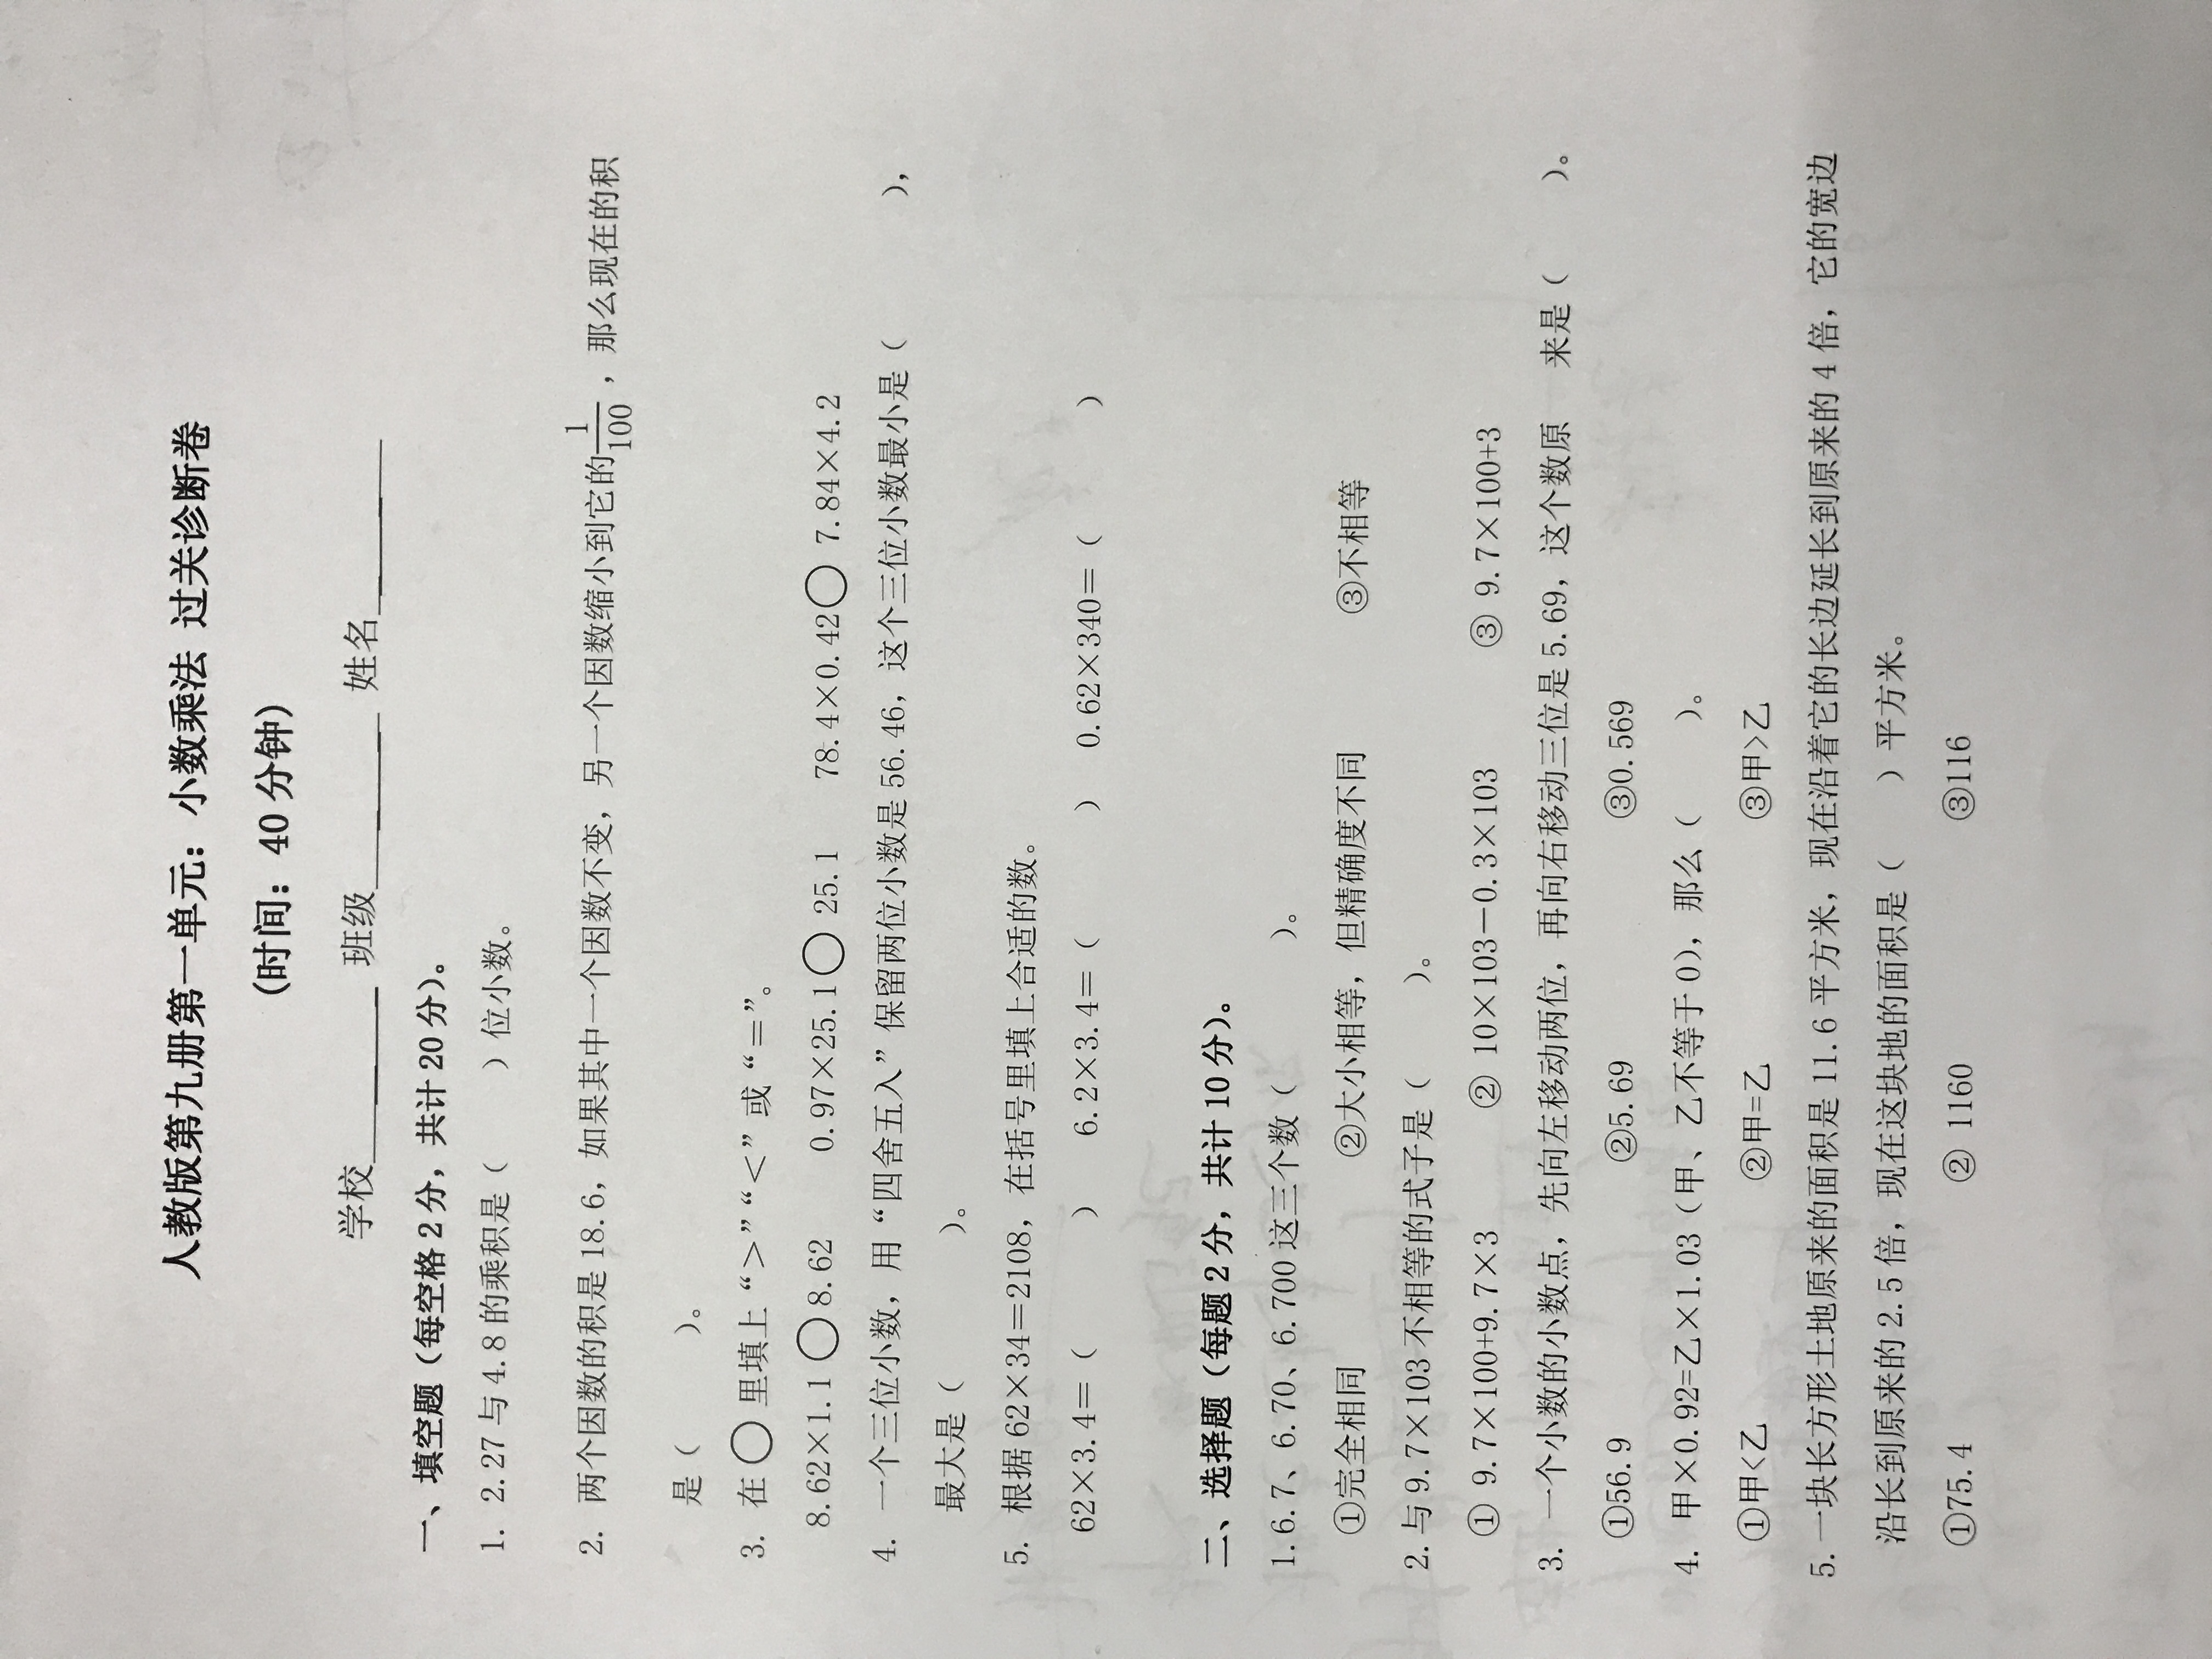 人教版第九册第一单元：小数乘法 过关诊断卷
(时间：40 分钟)
学校________ 班级________ 姓名________
一、填空题（每空格 2 分，共计 20 分）。
1. 2.27 与 4.8 的乘积是（ ）位小数。
2. 两个因数的积是 18.6，如果其中一个因数不变，另一个因数缩小到它的1/100，那么现在的积
是（ ）。
3. 在 ○ 里填上“＞”“＜”或“＝”。
8.62×1.1○8.62 0.97×25.1○ 25.1 78.4×0.42○ 7.84×4.2
4. 一个三位小数，用“四舍五入”保留两位小数是 56.46，这个三位小数最小是（ ），
最大是（ ）。
5. 根据 62×34＝2108，在括号里填上合适的数。
62×3.4＝（ ） 6.2×3.4＝（ ） 0.62×340＝（ ）
二、选择题（每题 2 分，共计 10 分）。
1.6.7、6.70、6.700 这三个数（ ）。
①完全相同 ②大小相等，但精确度不同 ③不相等
2.与 9.7×103 不相等的式子是（ ）。
① 9.7×100+9.7×3 ② 10×103－0.3×103 ③ 9.7×100+3
3. 一个小数的小数点，先向左移动两位，再向右移动三位是 5.69，这个数原 来是（ ）。
①56.9 ②5.69 ③0.569
4. 甲×0.92=乙×1.03（甲、乙不等于 0），那么（ ）。
①甲<乙 ②甲=乙 ③甲>乙
5.一块长方形土地原来的面积是 11.6 平方米，现在沿着它的长边延长到原来的 4 倍，它的宽边
沿长到原来的 2.5 倍，现在这块地的面积是（ ）平方米。
①75.4 ② 1160 ③116